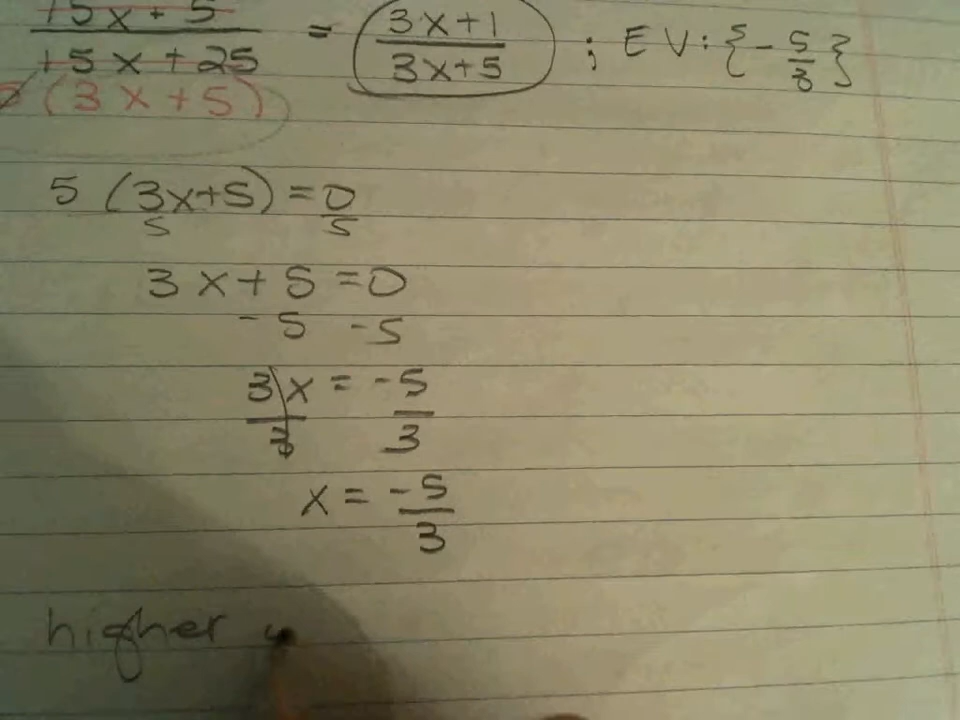 15x + 5 / 15x + 25 = 3x+1 / 3x+5 ; EV: {-5/3}
(3x+5)
5 (3x+5) = 0
5 5
3x + 5 = 0
-5 -5
3x = -5
3 3
x = -5/3
higher